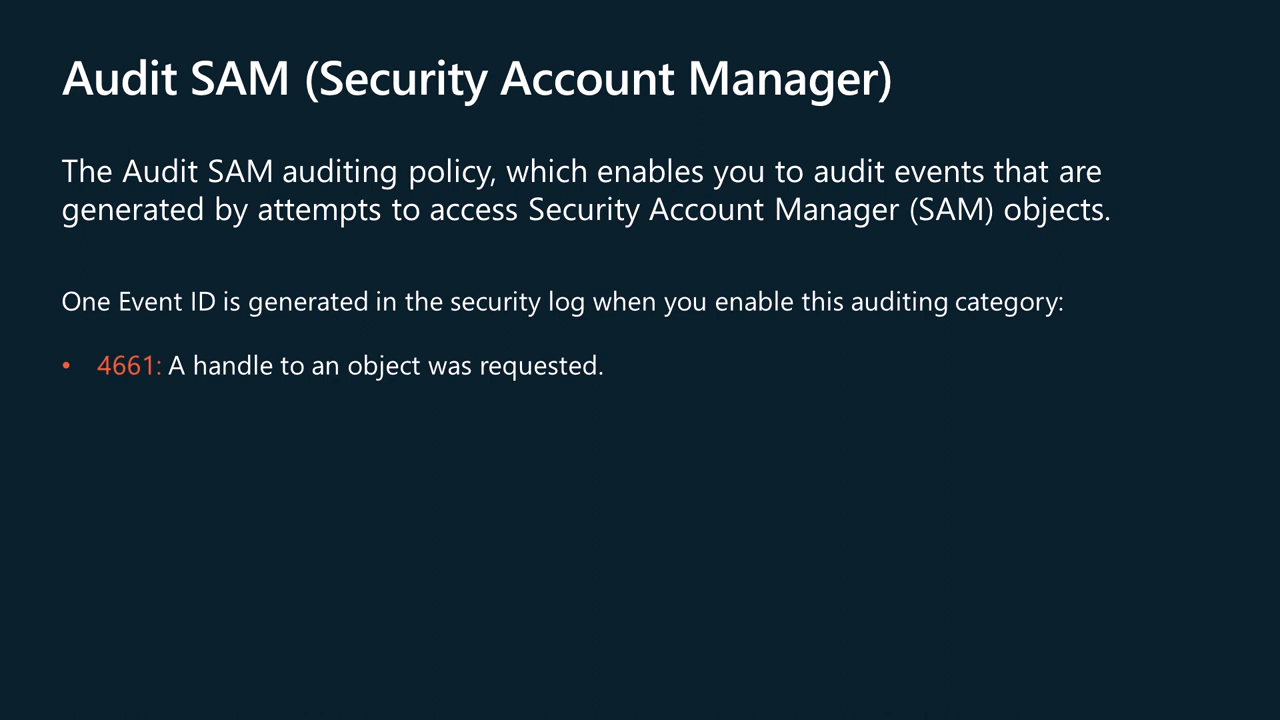 Audit SAM (Security Account Manager)
The Audit SAM auditing policy, which enables you to audit events that are
generated by attempts to access Security Account Manager (SAM) objects.
One Event ID is generated in the security log when you enable this auditing category:
• 4661: A handle to an object was requested.